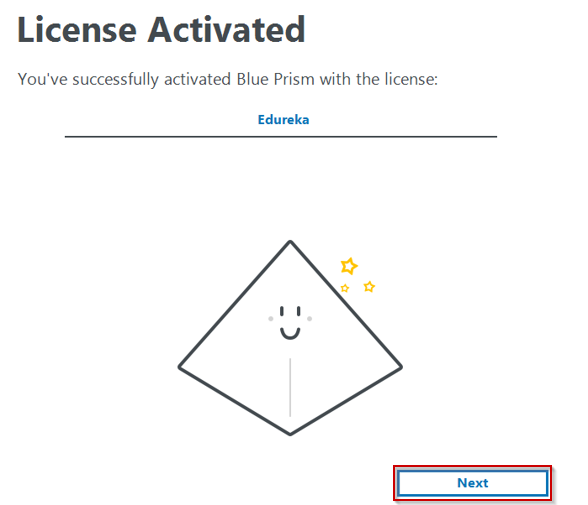 License Activated
You've successfully activated Blue Prism with the license:
Edureka
Next